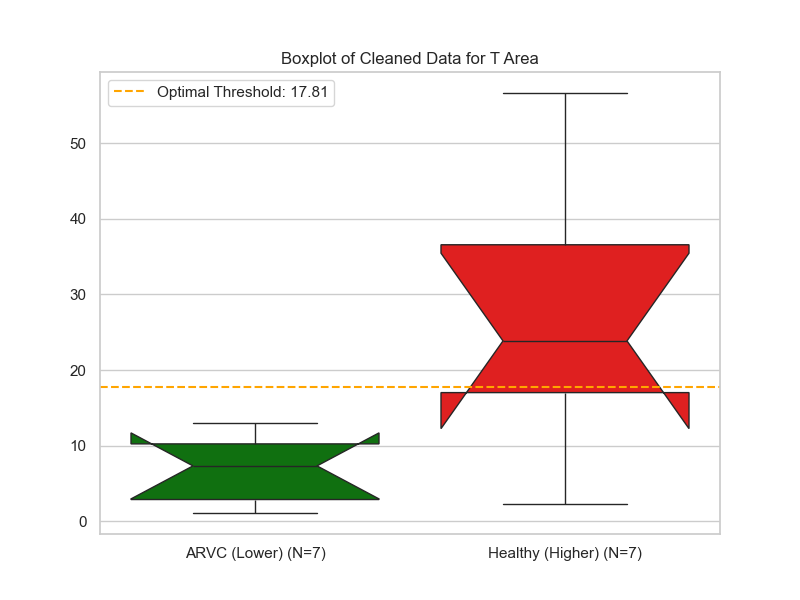 Boxplot of Cleaned Data for T Area
Optimal Threshold: 17.81
50
40
30
20
10
0
ARVC (Lower) (N=7)
Healthy (Higher) (N=7)